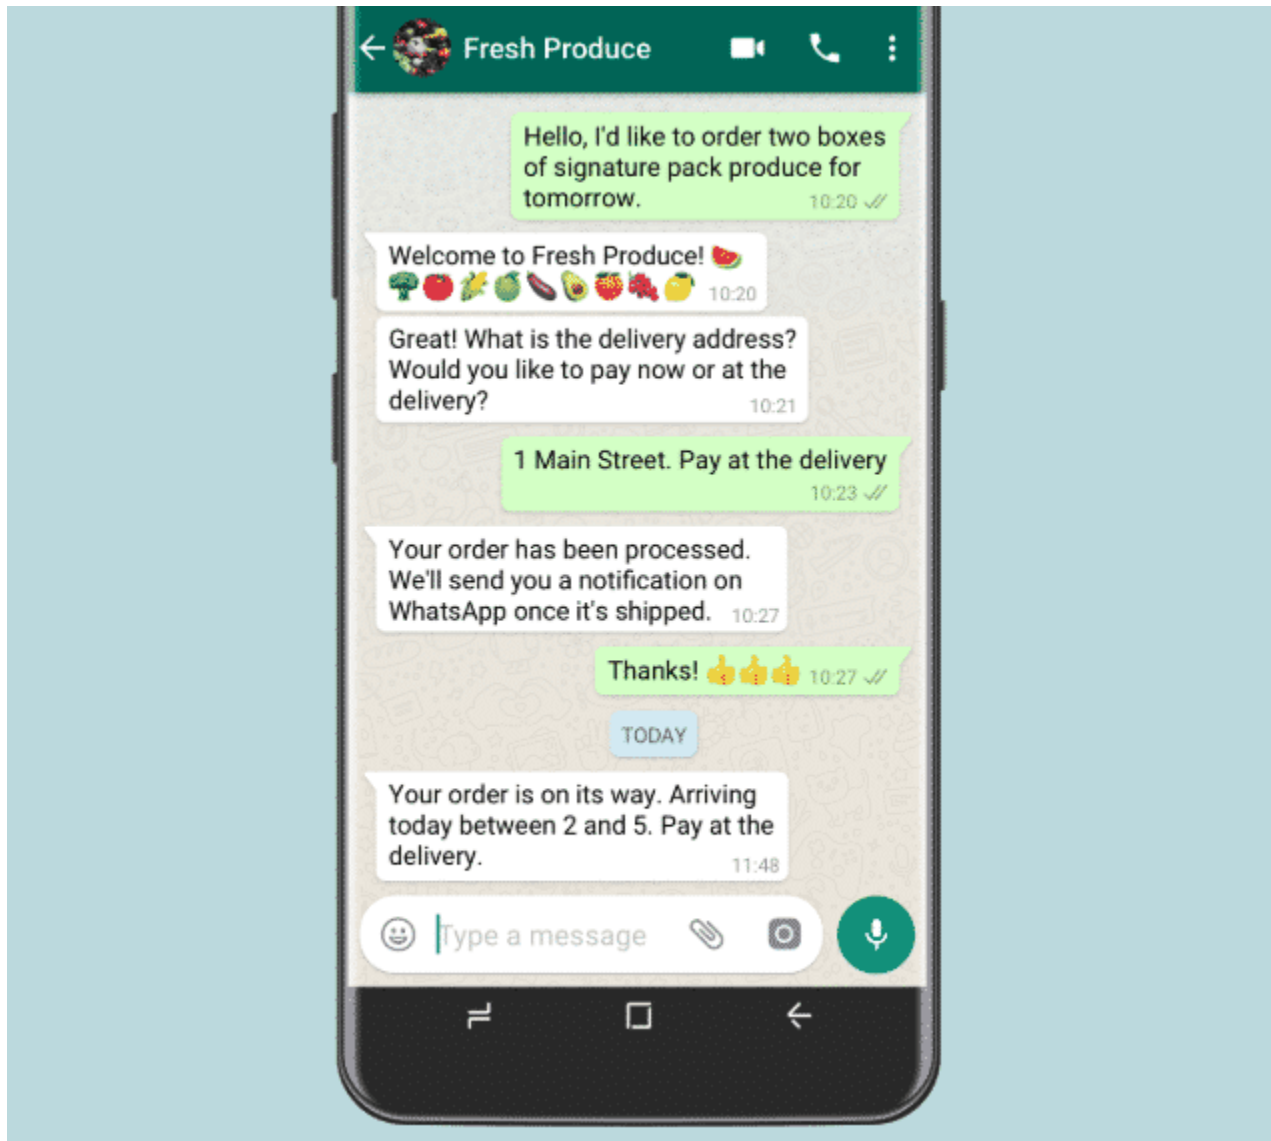 Fresh Produce
Hello, I'd like to order two boxes
of signature pack produce for
tomorrow.
10:20
Welcome to Fresh Produce! 🍉
🥦🍅🌽🍏🍆🥑🍑🍇🍋
10:20
Great! What is the delivery address?
Would you like to pay now or at the
delivery?
10:21
1 Main Street. Pay at the delivery
10:23
Your order has been processed.
We'll send you a notification on
WhatsApp once it's shipped.
10:27
Thanks! 👍👍👍
10:27
TODAY
Your order is on its way. Arriving
today between 2 and 5. Pay at the
delivery.
11:48
Type a message